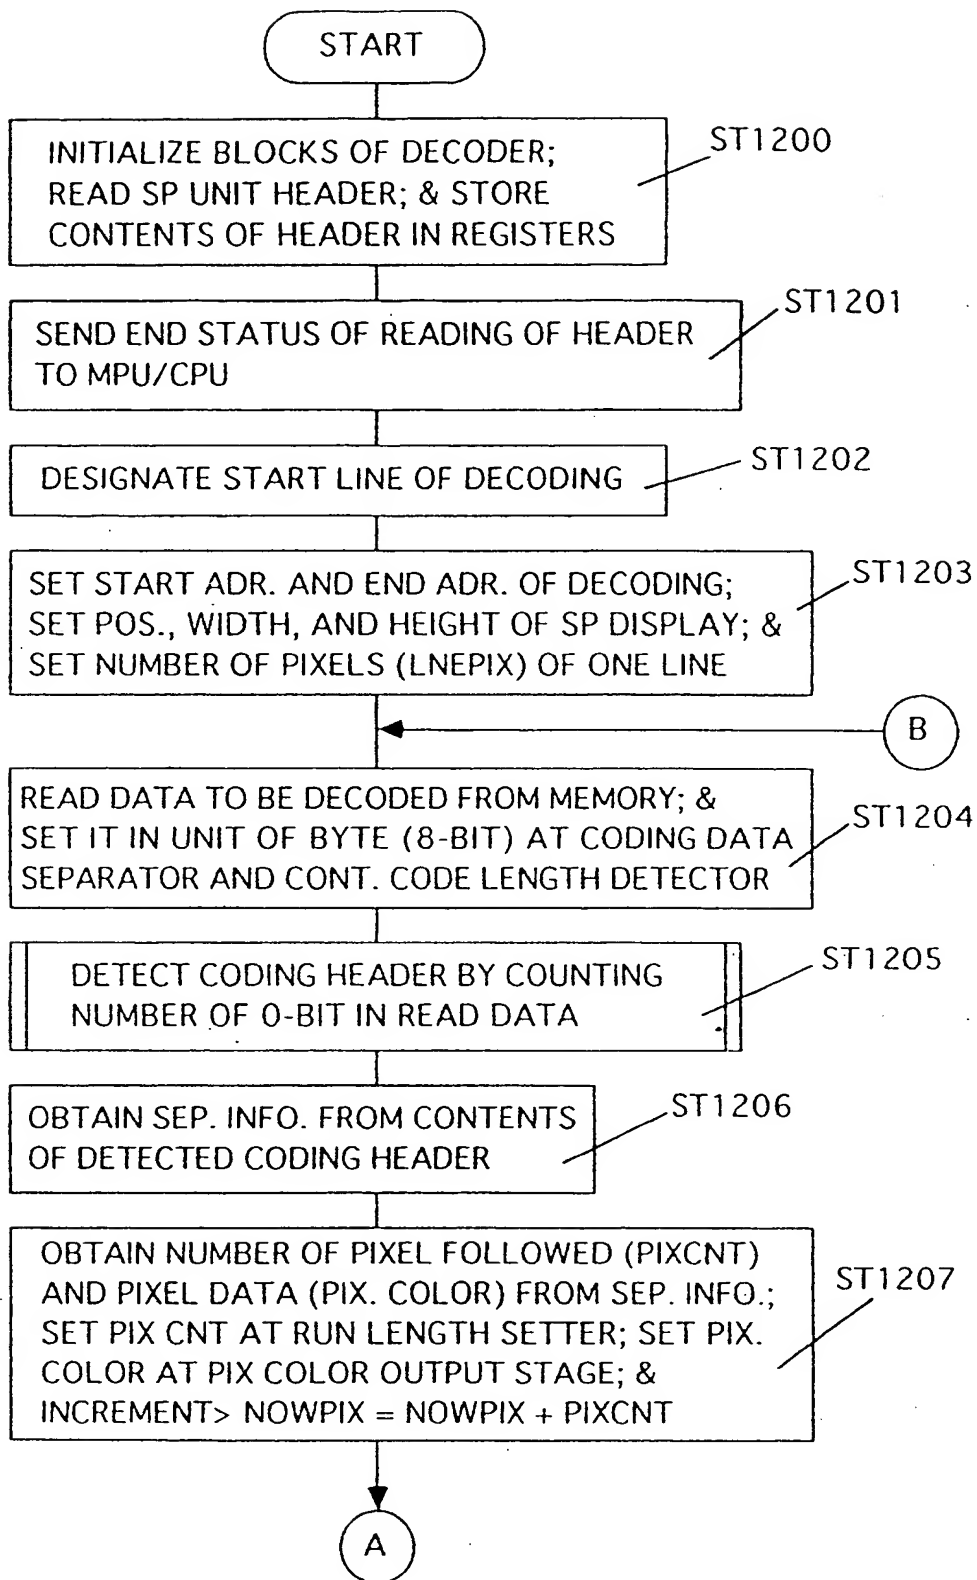 START
INITIALIZE BLOCKS OF DECODER;
READ SP UNIT HEADER; & STORE
CONTENTS OF HEADER IN REGISTERS
ST1200
SEND END STATUS OF READING OF HEADER
TO MPU/CPU
ST1201
DESIGNATE START LINE OF DECODING
ST1202
SET START ADR. AND END ADR. OF DECODING;
SET POS., WIDTH, AND HEIGHT OF SP DISPLAY; &
SET NUMBER OF PIXELS (LNEPIX) OF ONE LINE
ST1203
B
READ DATA TO BE DECODED FROM MEMORY; &
SET IT IN UNIT OF BYTE (8-BIT) AT CODING DATA
SEPARATOR AND CONT. CODE LENGTH DETECTOR
ST1204
DETECT CODING HEADER BY COUNTING
NUMBER OF 0-BIT IN READ DATA
ST1205
OBTAIN SEP. INFO. FROM CONTENTS
OF DETECTED CODING HEADER
ST1206
OBTAIN NUMBER OF PIXEL FOLLOWED (PIXCNT)
AND PIXEL DATA (PIX. COLOR) FROM SEP. INFO.;
SET PIX CNT AT RUN LENGTH SETTER; SET PIX.
COLOR AT PIX COLOR OUTPUT STAGE; &
INCREMENT> NOWPIX = NOWPIX + PIXCNT
ST1207
A